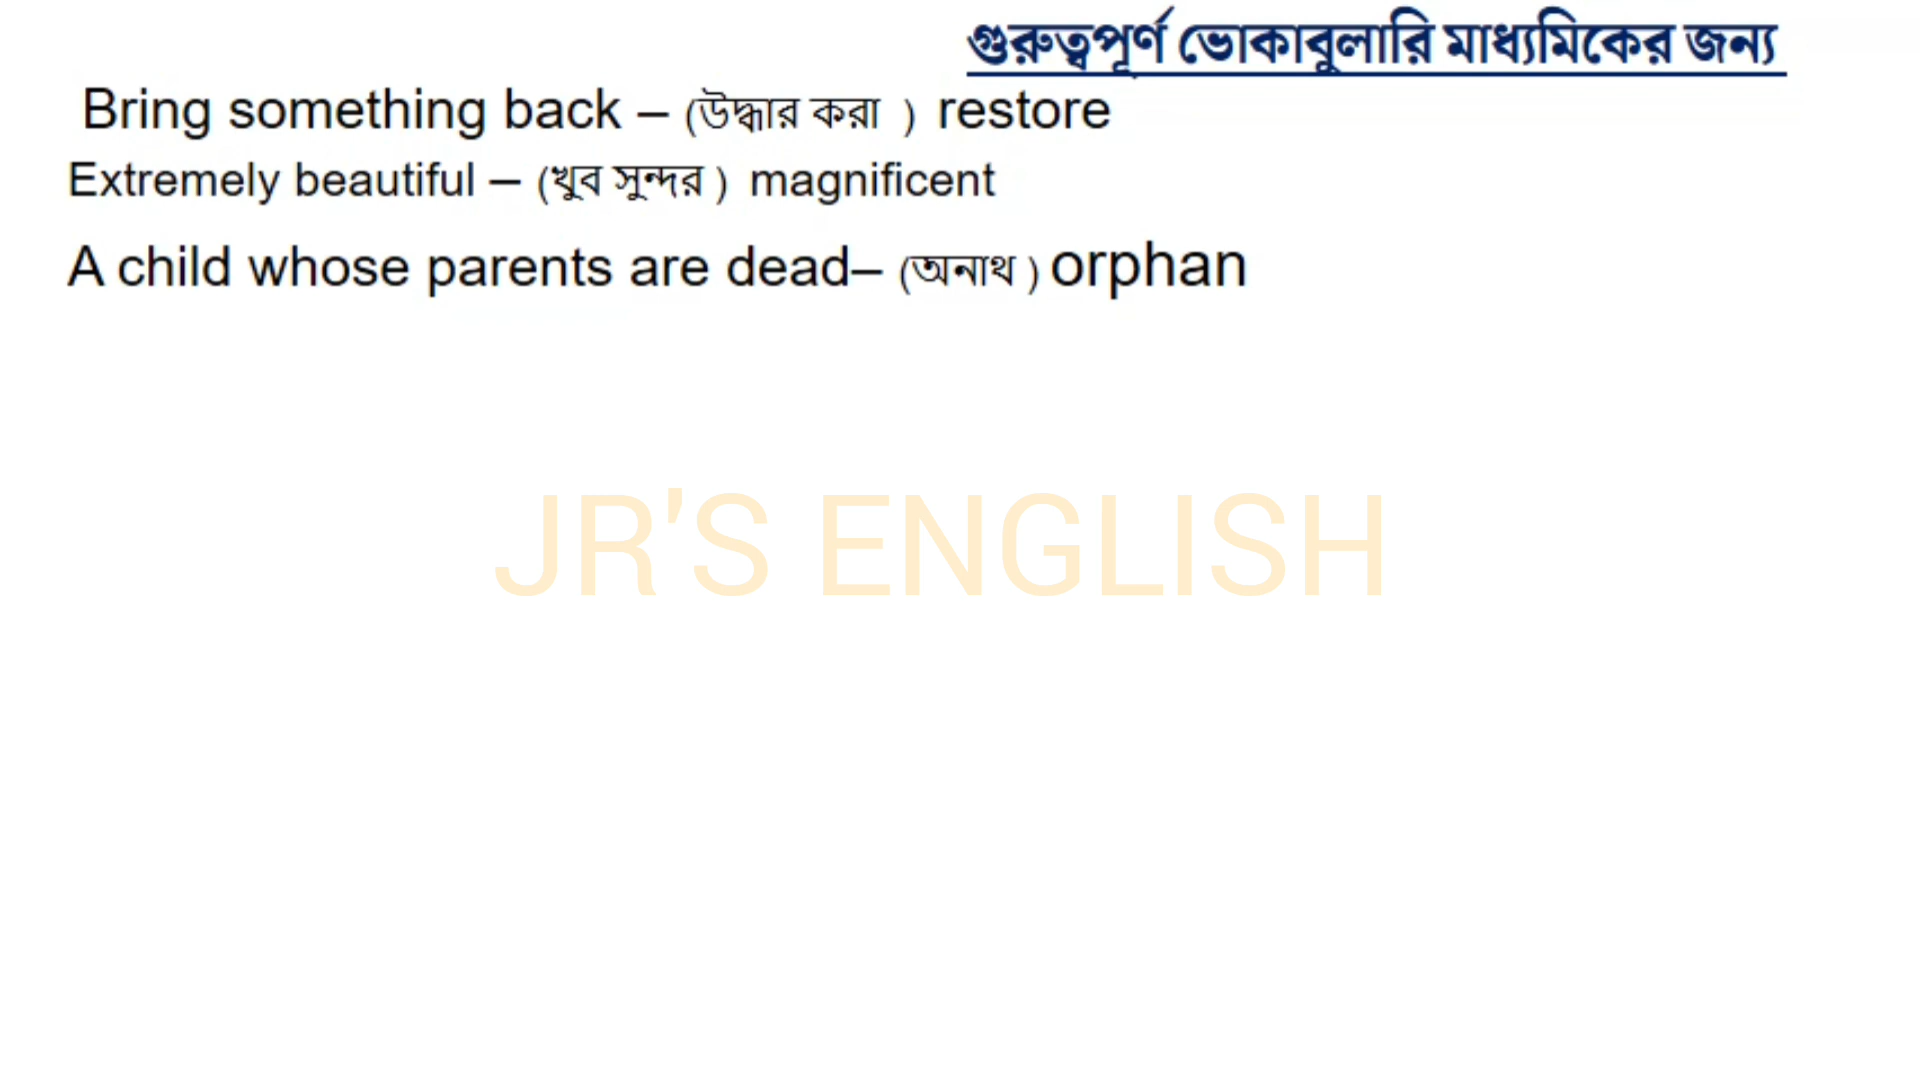 গুরুত্বপূর্ণ ভোকাবুলারি মাধ্যমিকের জন্য
Bring something back – (উদ্ধার করা ) restore
Extremely beautiful – (খুব সুন্দর ) magnificent
A child whose parents are dead– (অনাথ ) orphan
JR'S ENGLISH